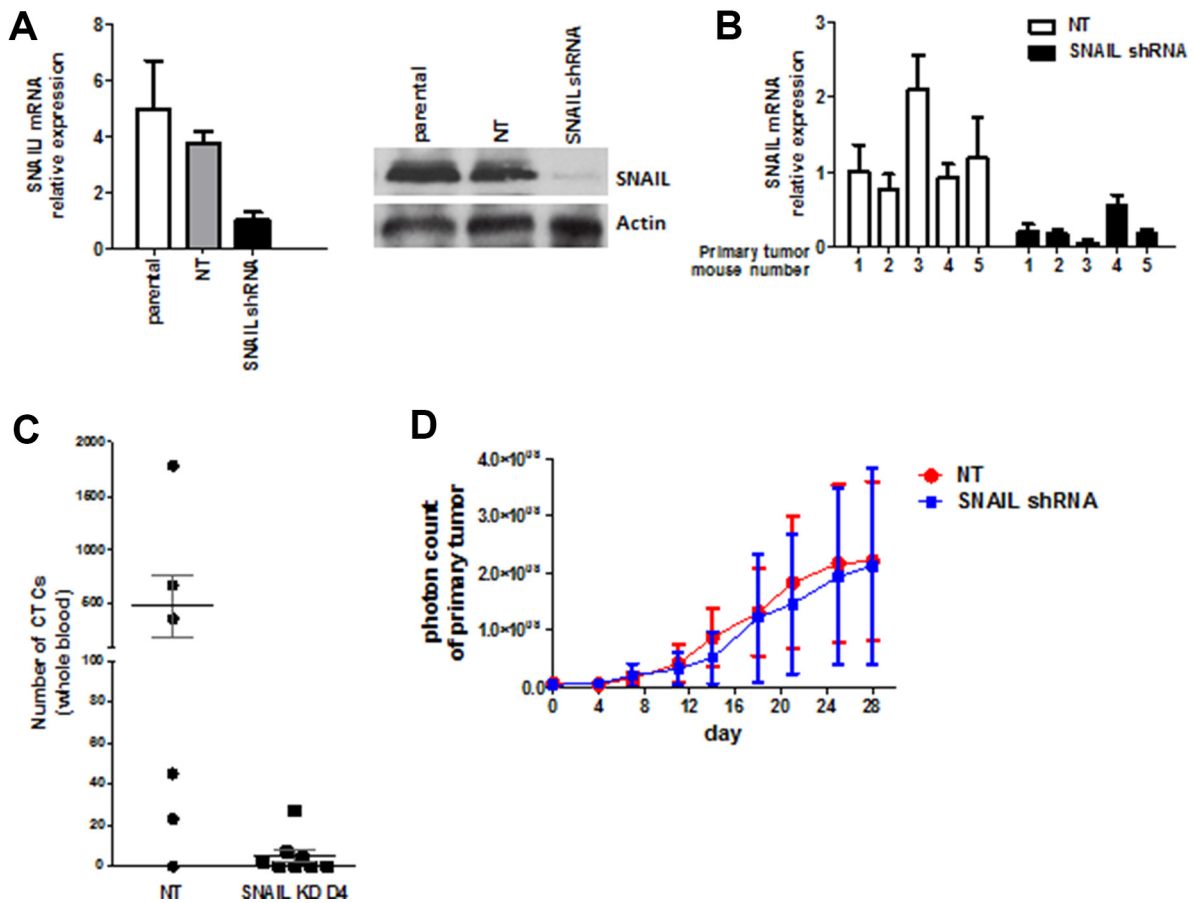 A
8
6
4
2
0
SNAIL mRNA
relative expression
parental
NT
SNAIL shRNA
parental
NT
SNAIL shRNA
SNAIL
Actin
B
NT
SNAIL shRNA
3
2
1
0
SNAIL mRNA
relative expression
Primary tumor
mouse number
1 2 3 4 5 1 2 3 4 5
C
2000
1500
1000
500
100
80
60
40
20
0
Number of CTCs
(whole blood)
NT
SNAIL KD D4
D
4.0×10⁰⁸
3.0×10⁰⁸
2.0×10⁰⁸
1.0×10⁰⁸
0.0
photon count
of primary tumor
0 4 8 12 16 20 24 28
day
NT
SNAIL shRNA